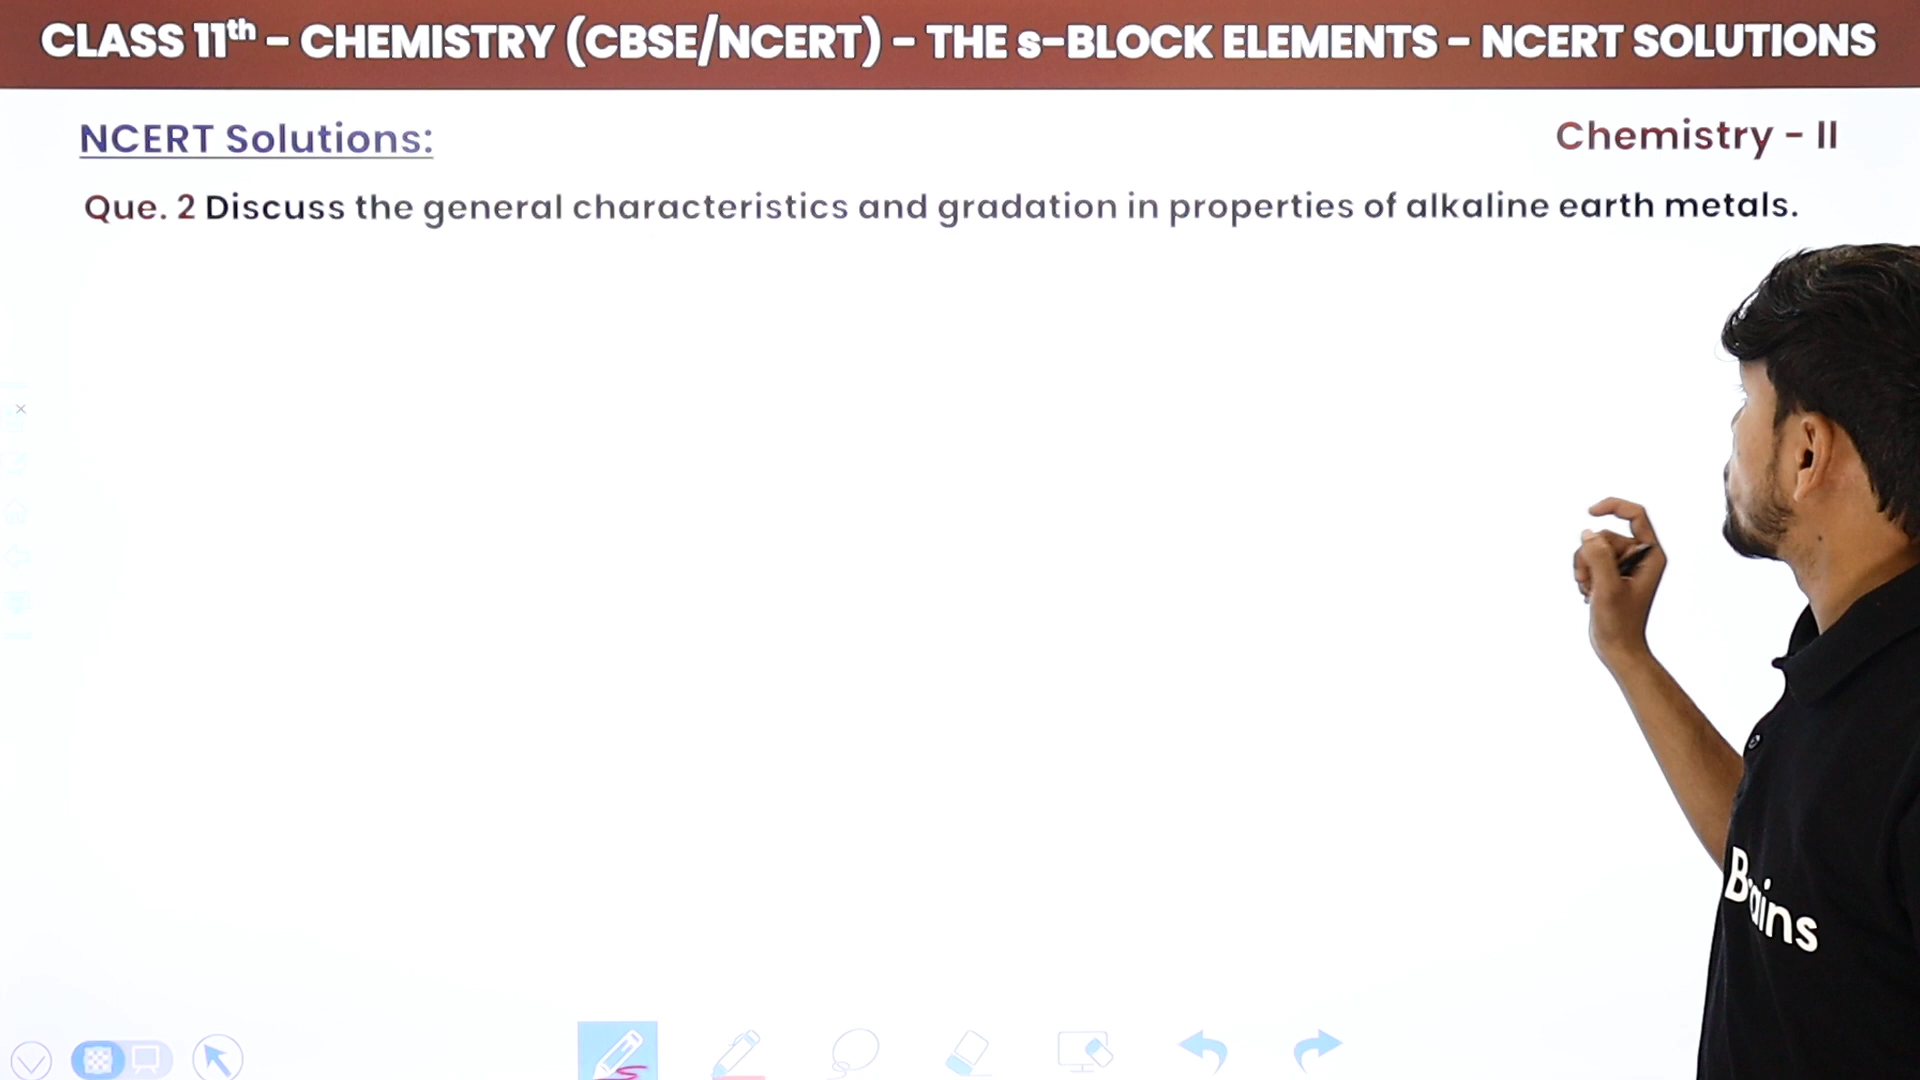 CLASS 11th - CHEMISTRY (CBSE/NCERT) - THE s-BLOCK ELEMENTS - NCERT SOLUTIONS
NCERT Solutions:
Chemistry - II
Que. 2 Discuss the general characteristics and gradation in properties of alkaline earth metals.
Brains